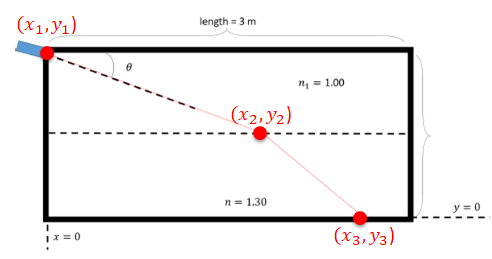 length = 3 m
(x₁, y₁)
θ
n₁ = 1.00
(x₂, y₂)
n = 1.30
y = 0
(x₃, y₃)
x = 0